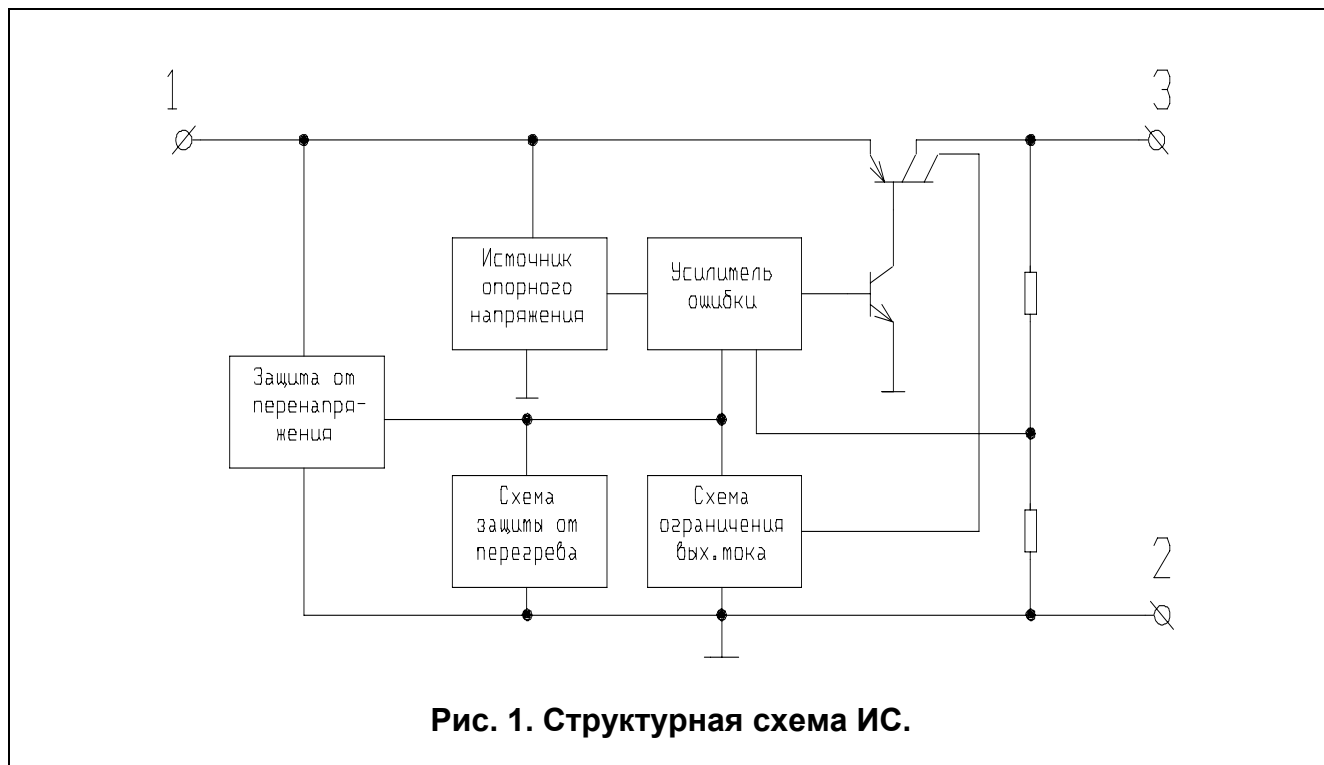 1
3
Источник
опорного
напряжения
Усилитель
ошибки
Защита от
перенапря-
жения
Схема
защиты от
перегрева
Схема
ограничения
вых.тока
2
Рис. 1. Структурная схема ИС.